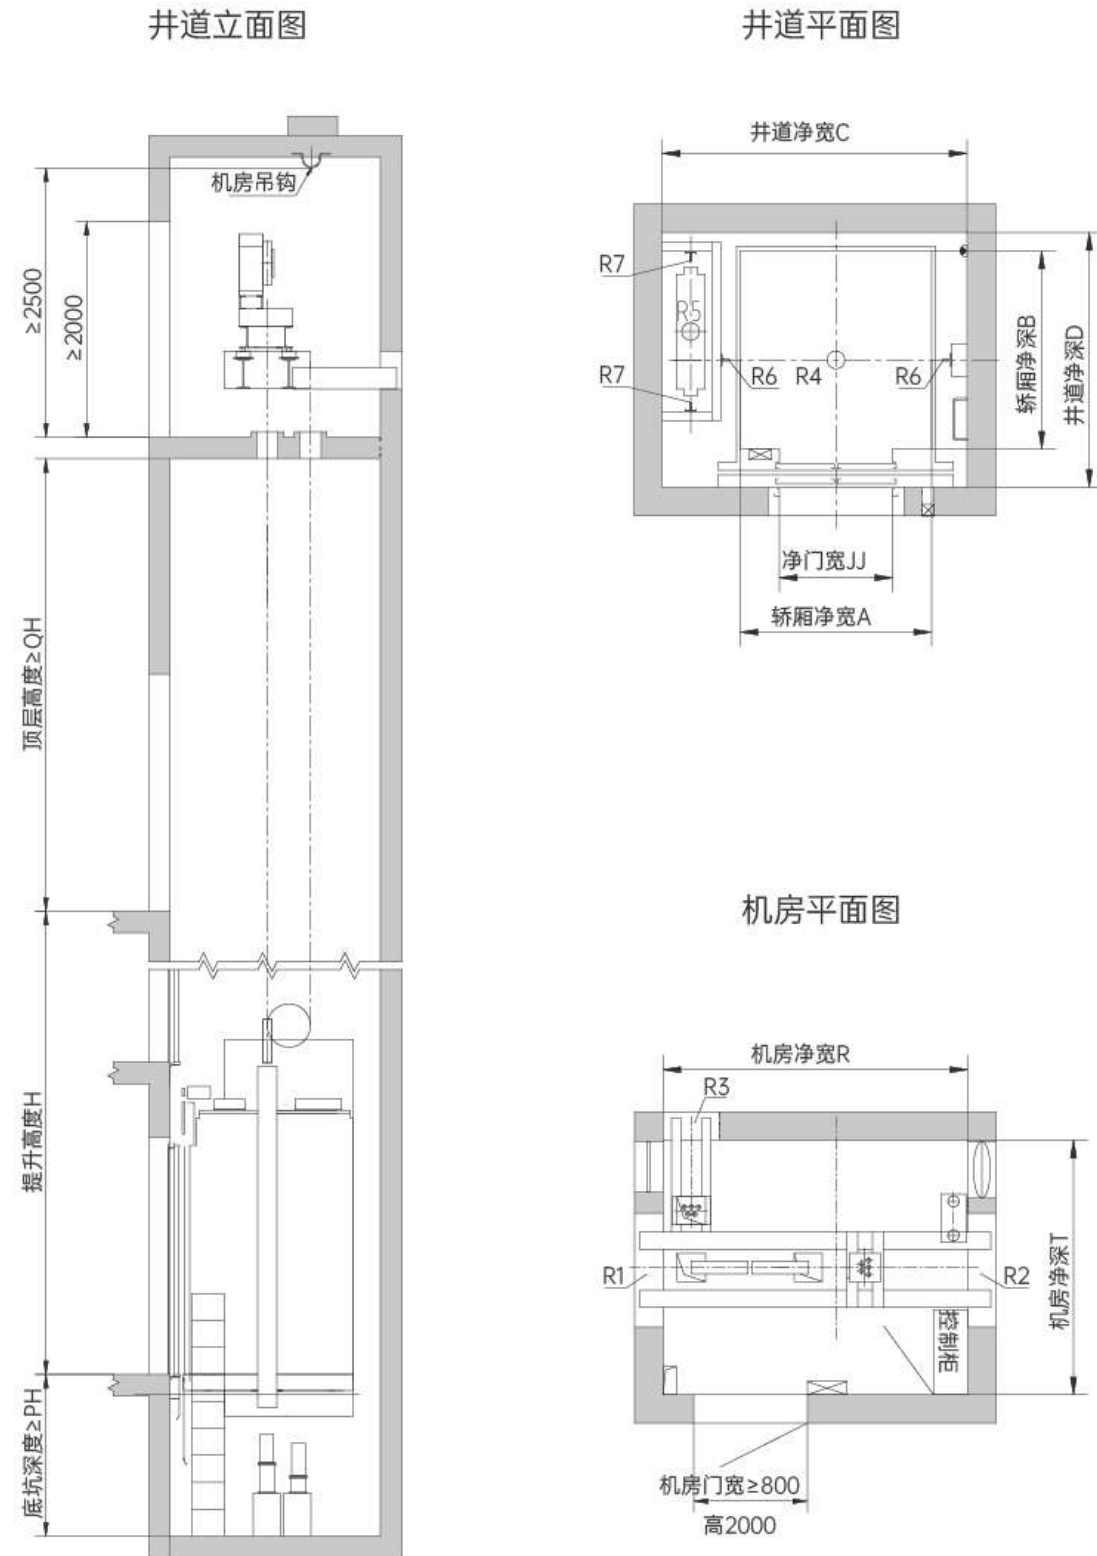 井道立面图
机房吊钩
≥2500
≥2000
顶层高度≥QH
提升高度H
底坑深度≥PH
井道平面图
井道净宽C
R7
R5
R7
R6
R4
R6
轿厢净深B
井道净深D
净门宽JJ
轿厢净宽A
机房平面图
机房净宽R
R3
R1
R2
机房净深T
控制柜
机房门宽≥800
高2000